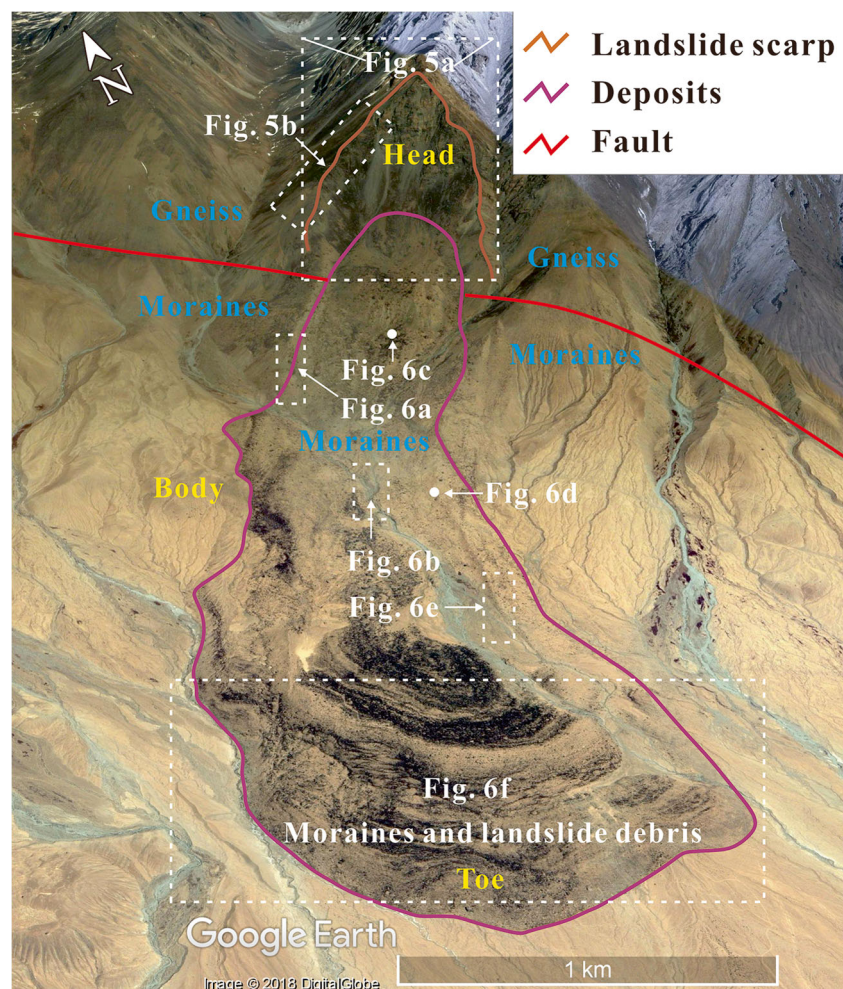 Landslide scarp
Deposits
Fault
N
Fig. 5a
Fig. 5b
Head
Gneiss
Gneiss
Moraines
Moraines
Fig. 6c
Fig. 6a
Moraines
Body
Fig. 6d
Fig. 6b
Fig. 6e
Fig. 6f
Moraines and landslide debris
Toe
Google Earth
1 km
Image © 2018 DigitalGlobe